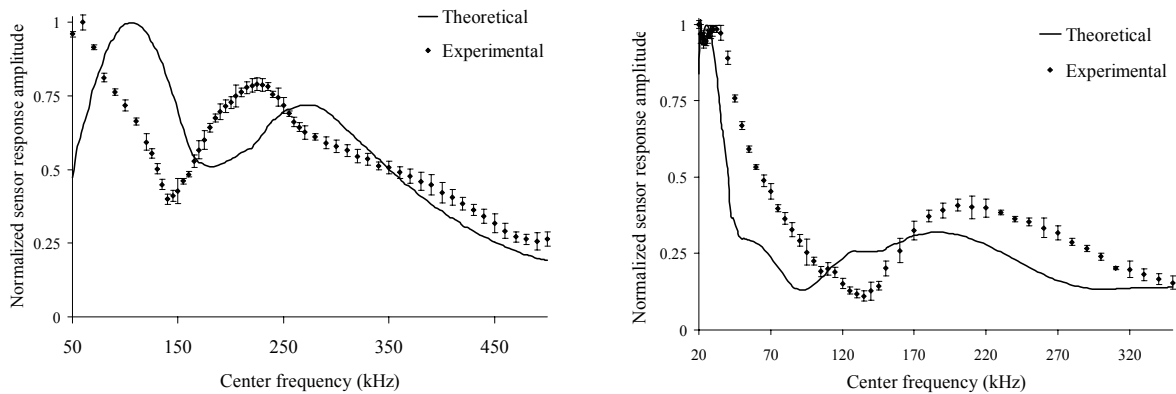 Theoretical
Experimental
Normalized sensor response amplitude
1
0.75
0.5
0.25
0
50
150
250
350
450
Center frequency (kHz)
Theoretical
Experimental
Normalized sensor response amplitude
1
0.75
0.5
0.25
0
20
70
120
170
220
270
320
Center frequency (kHz)